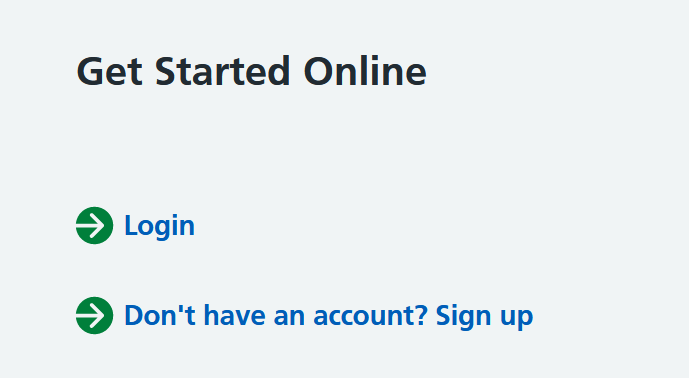 Get Started Online
Login
Don't have an account? Sign up